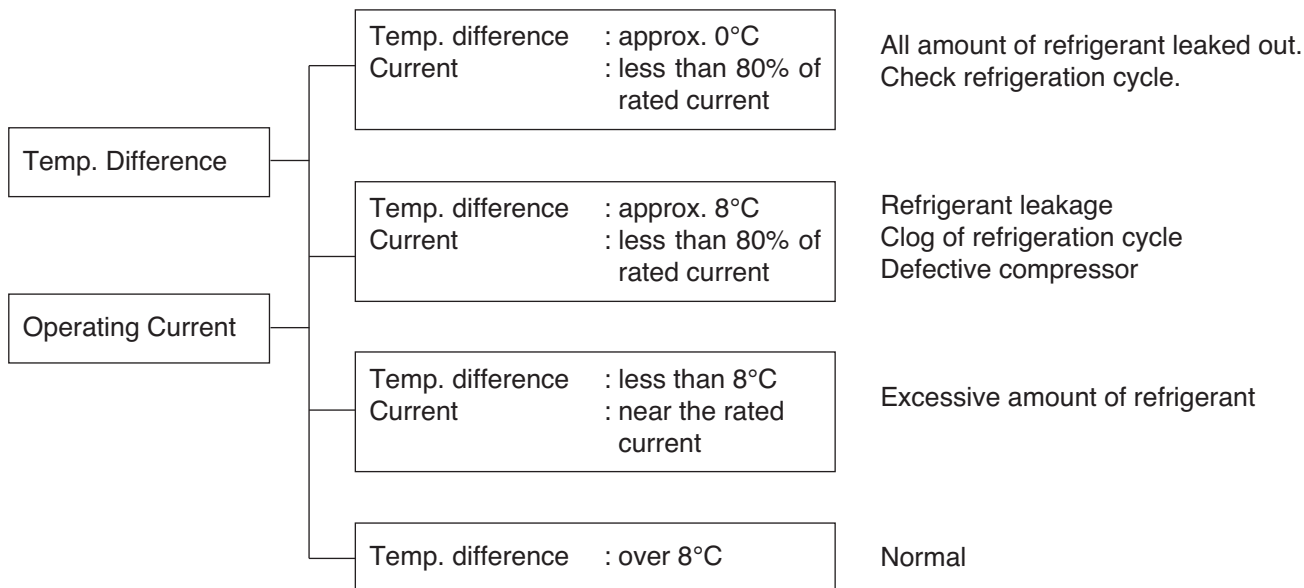 Temp. difference : approx. 0°C
Current : less than 80% of
rated current
All amount of refrigerant leaked out.
Check refrigeration cycle.
Temp. Difference
Temp. difference : approx. 8°C
Current : less than 80% of
rated current
Refrigerant leakage
Clog of refrigeration cycle
Defective compressor
Operating Current
Temp. difference : less than 8°C
Current : near the rated
current
Excessive amount of refrigerant
Temp. difference : over 8°C
Normal